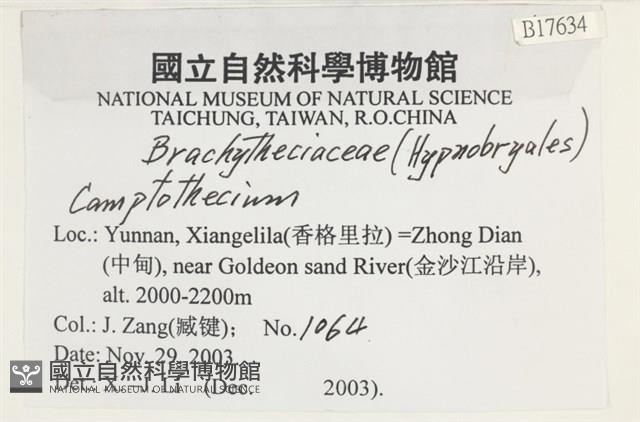 B17634
國立自然科學博物館
NATIONAL MUSEUM OF NATURAL SCIENCE
TAICHUNG, TAIWAN, R.O.CHINA
Brachytheciaceae (Hypnobryales)
Camptothecium
Loc.: Yunnan, Xiangelila(香格里拉) =Zhong Dian
(中甸), near Goldeon sand River(金沙江沿岸),
alt. 2000-2200m
Col.: J. Zang(臧键); No. 1064
Date: Nov. 29, 2003
國立自然科學博物館
NATIONAL MUSEUM OF NATURAL SCIENCE
Det.: Li (Dec. 2003).